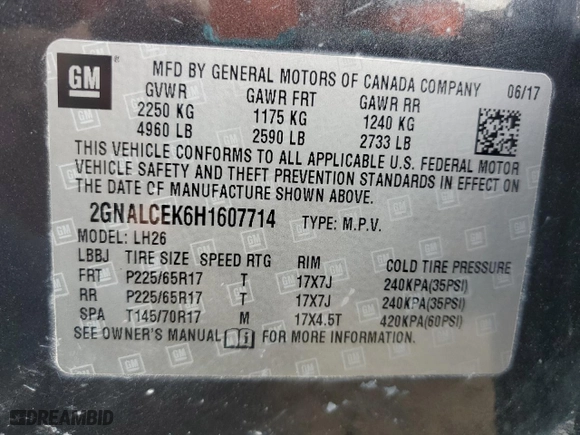 GM
MFD BY GENERAL MOTORS OF CANADA COMPANY 06/17
GVWR GAWR FRT GAWR RR
2250 KG 1175 KG 1240 KG
4960 LB 2590 LB 2733 LB
THIS VEHICLE CONFORMS TO ALL APPLICABLE U.S. FEDERAL MOTOR
VEHICLE SAFETY AND THEFT PREVENTION STANDARDS IN EFFECT ON
THE DATE OF MANUFACTURE SHOWN ABOVE.
2GNALCEK6H1607714 TYPE: M.P.V.
MODEL: LH26
LBBJ TIRE SIZE SPEED RTG RIM COLD TIRE PRESSURE
FRT P225/65R17 T 17X7J 240KPA(35PSI)
RR P225/65R17 T 17X7J 240KPA(35PSI)
SPA T145/70R17 M 17X4.5T 420KPA(60PSI)
SEE OWNER'S MANUAL FOR MORE INFORMATION.
DREAMBID